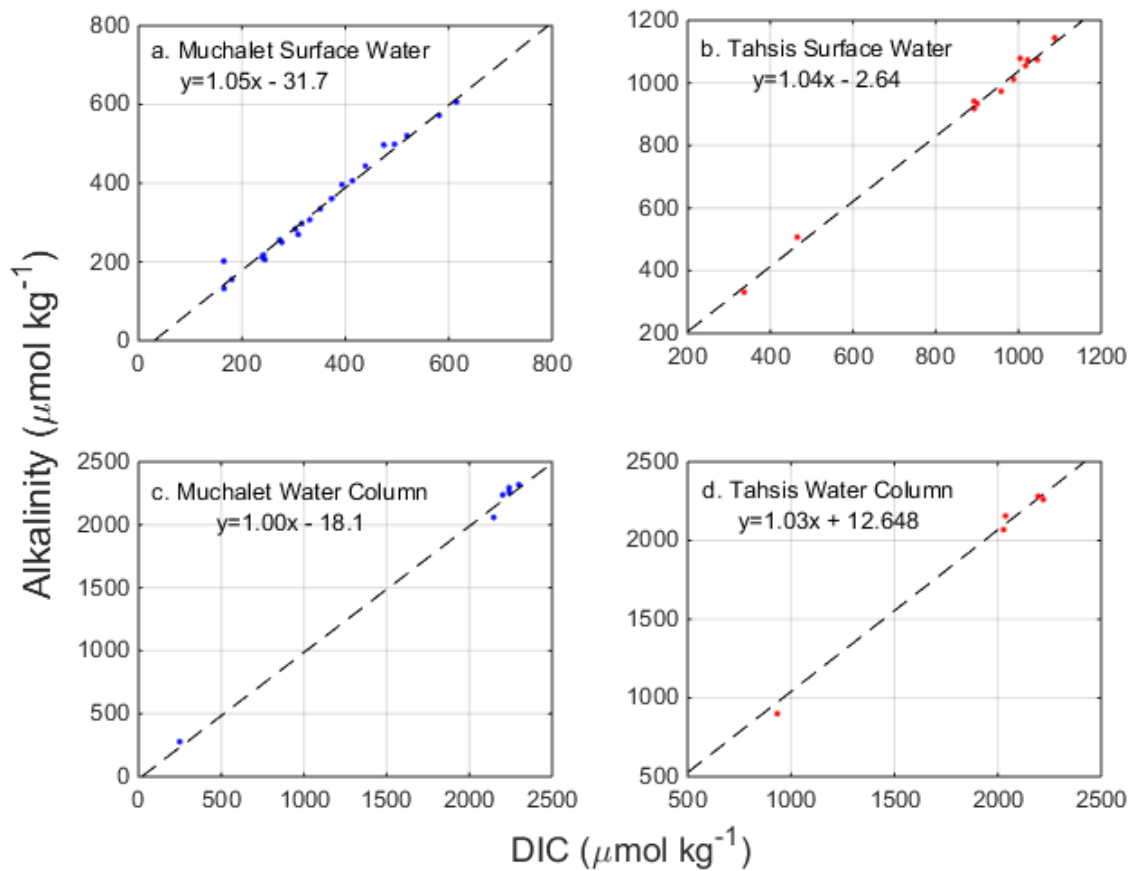 a. Muchalet Surface Water
y=1.05x - 31.7
800
600
400
200
0
0 200 400 600 800
b. Tahsis Surface Water
y=1.04x - 2.64
1200
1000
800
600
400
200
200 400 600 800 1000 1200
c. Muchalet Water Column
y=1.00x - 18.1
2500
2000
1500
1000
500
0
0 500 1000 1500 2000 2500
d. Tahsis Water Column
y=1.03x + 12.648
2500
2000
1500
1000
500
500 1000 1500 2000 2500
Alkalinity (μmol kg⁻¹)
DIC (μmol kg⁻¹)